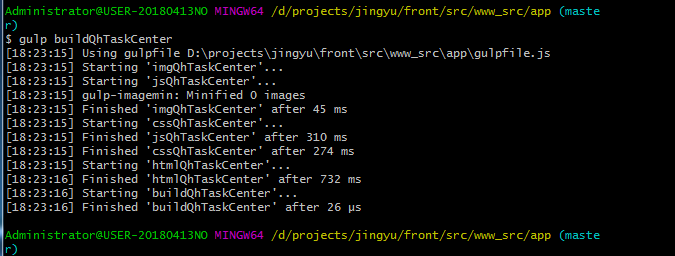 Administrator@USER-20180413NO MINGW64 /d/projects/jingyu/front/src/www_src/app (maste
r)
$ gulp buildQhTaskCenter
[18:23:15] Using gulpfile D:\projects\jingyu\front\src\www_src\app\gulpfile.js
[18:23:15] Starting 'imgQhTaskCenter'...
[18:23:15] Starting 'jsQhTaskCenter'...
[18:23:15] gulp-imagemin: Minified 0 images
[18:23:15] Finished 'imgQhTaskCenter' after 45 ms
[18:23:15] Starting 'cssQhTaskCenter'...
[18:23:15] Finished 'jsQhTaskCenter' after 310 ms
[18:23:15] Finished 'cssQhTaskCenter' after 274 ms
[18:23:15] Starting 'htmlQhTaskCenter'...
[18:23:16] Finished 'htmlQhTaskCenter' after 732 ms
[18:23:16] Starting 'buildQhTaskCenter'...
[18:23:16] Finished 'buildQhTaskCenter' after 26 μs
Administrator@USER-20180413NO MINGW64 /d/projects/jingyu/front/src/www_src/app (maste
r)